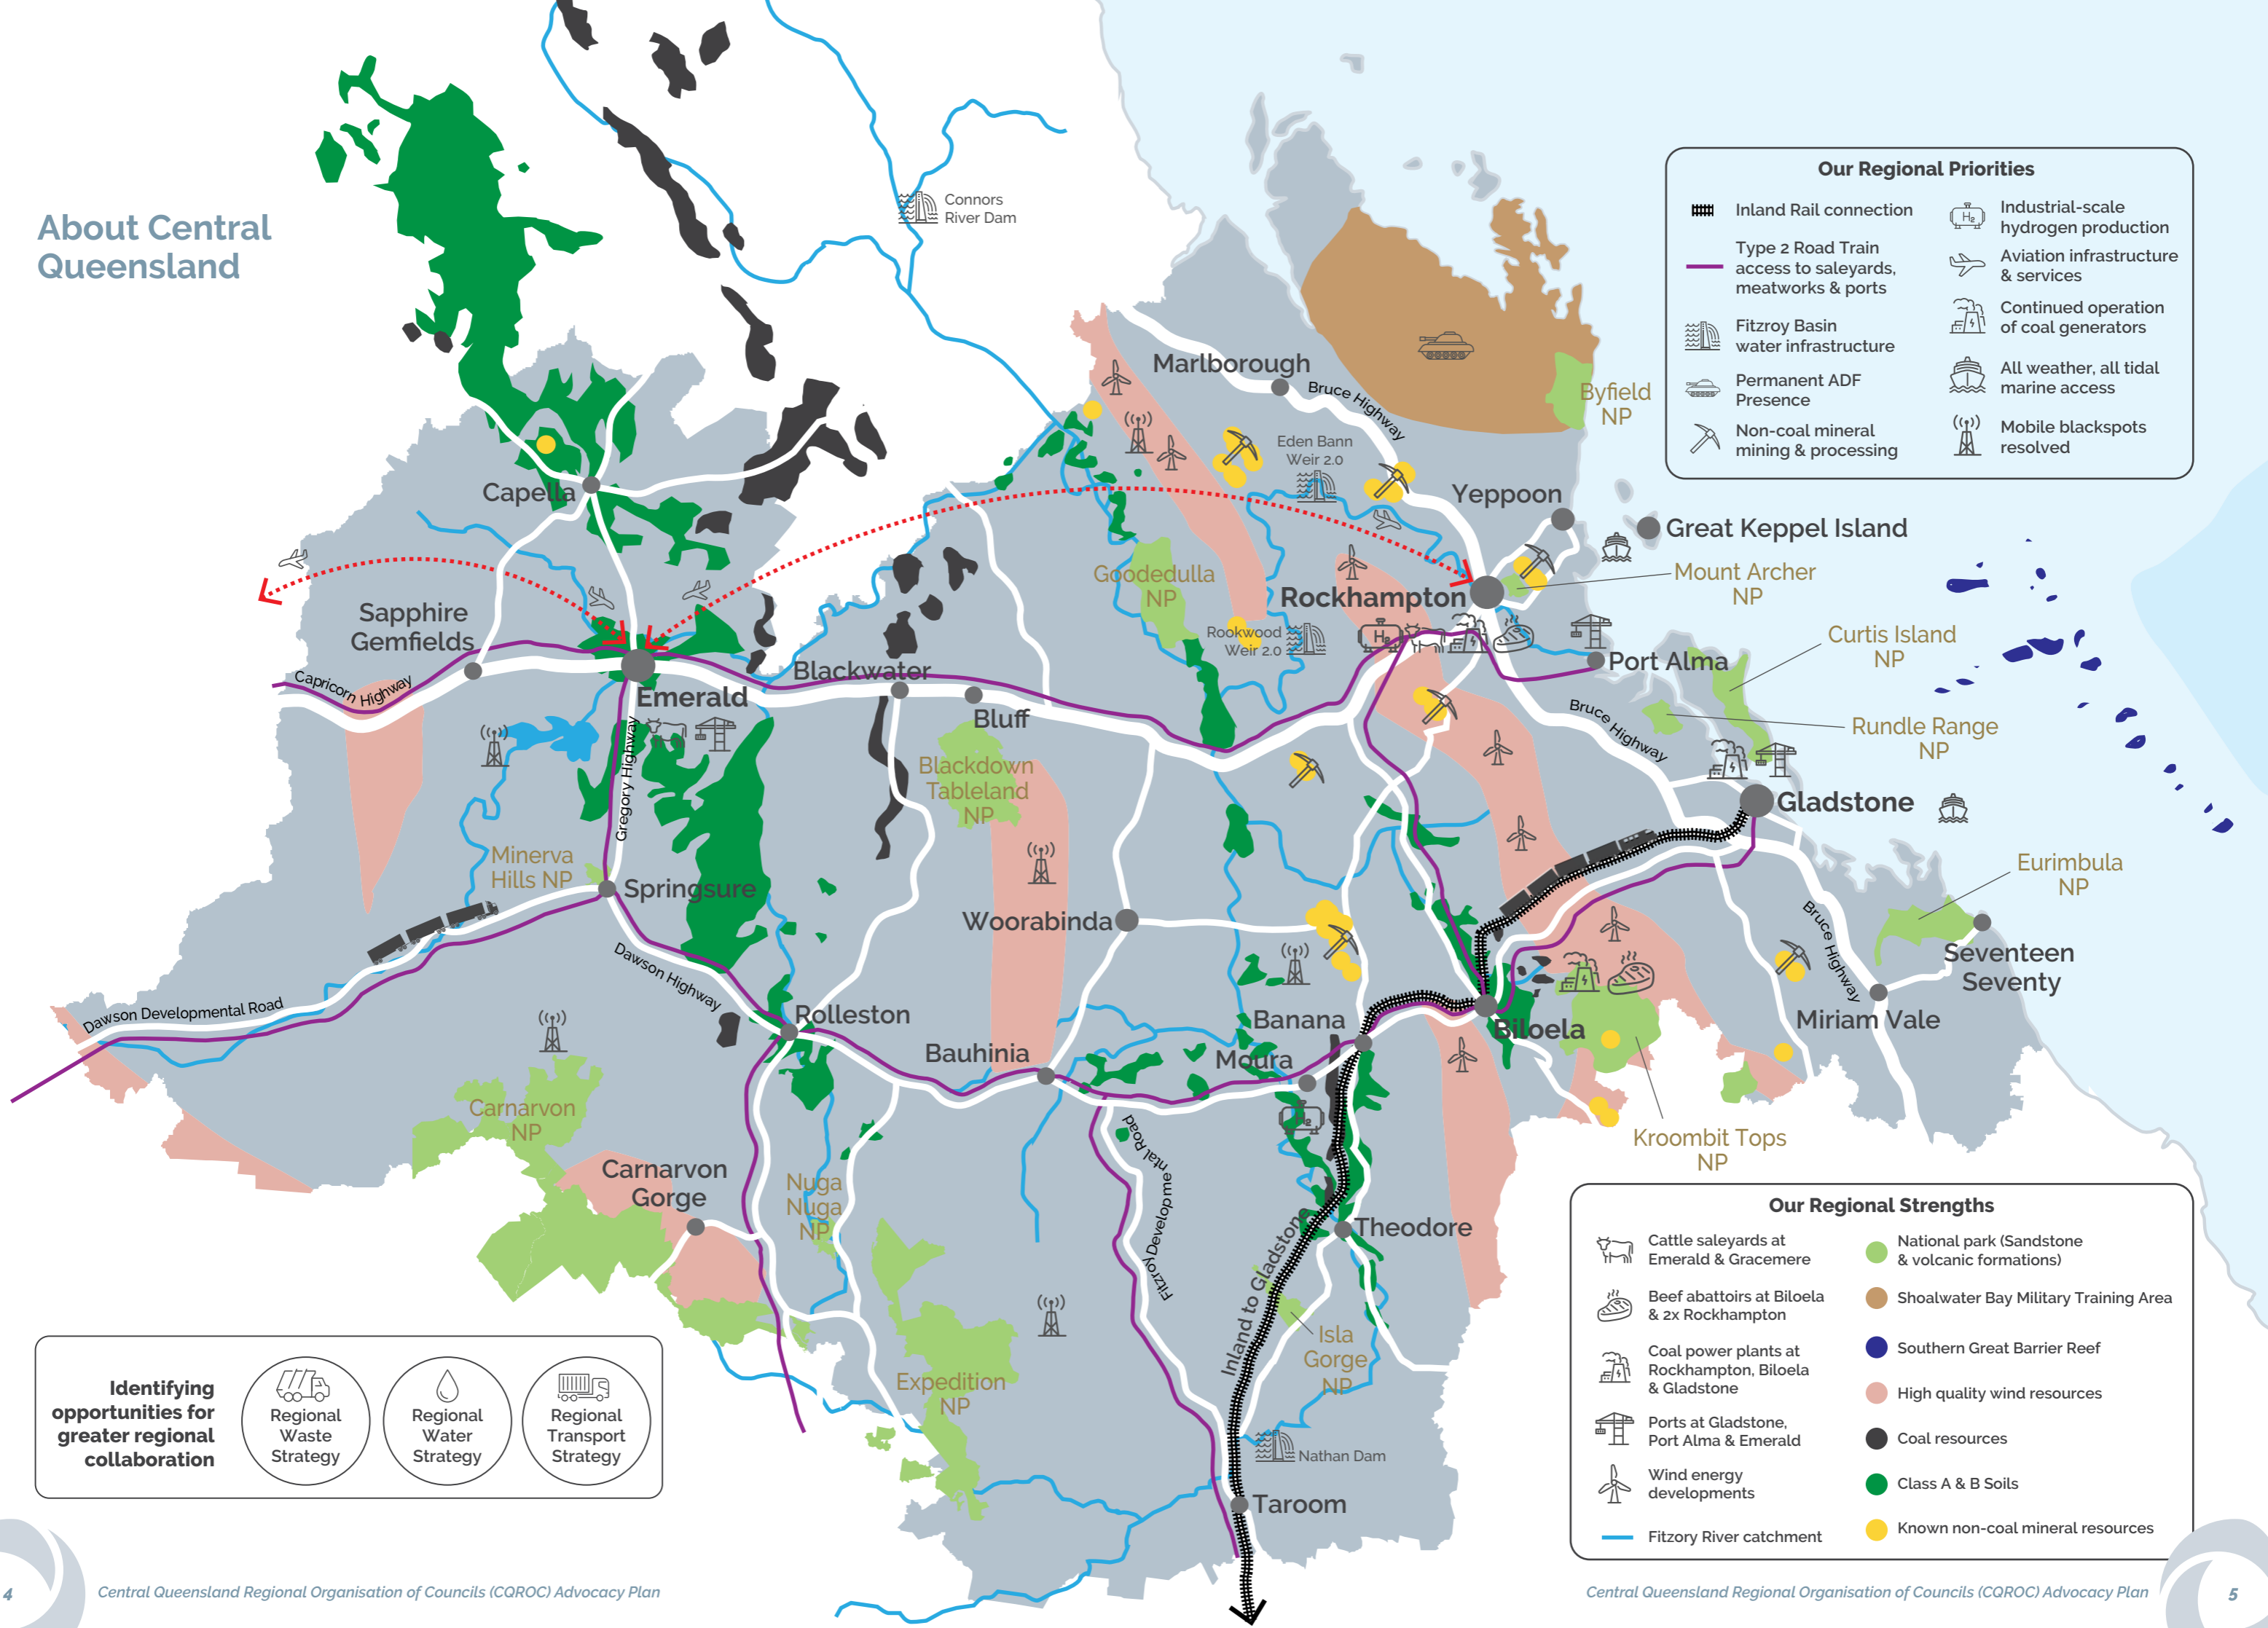 About Central
Queensland
Connors
River Dam
Our Regional Priorities
Inland Rail connection
Type 2 Road Train
access to saleyards,
meatworks & ports
Fitzroy Basin
water infrastructure
Permanent ADF
Presence
Non-coal mineral
mining & processing
H₂
Industrial-scale
hydrogen production
Aviation infrastructure
& services
Continued operation
of coal generators
All weather, all tidal
marine access
Mobile blackspots
resolved
Marlborough
Bruce Highway
Byfield
NP
Eden Bann
Weir 2.0
Capella
Yeppoon
Great Keppel Island
Goodedulla
NP
Mount Archer
NP
Rockhampton
Sapphire
Gemfields
Rookwood
Weir 2.0
H₂
Curtis Island
NP
Port Alma
Capricorn Highway
Emerald
Blackwater
Bluff
Bruce Highway
Rundle Range
NP
Gregory Highway
Blackdown
Tableland
NP
Gladstone
Minerva
Hills NP
Springsure
Eurimbula
NP
Woorabinda
Bruce Highway
Seventeen
Seventy
Dawson Highway
Dawson Developmental Road
Rolleston
Banana
Biloela
Miriam Vale
Bauhinia
Moura
H₂
Carnarvon
NP
Kroombit Tops
NP
Carnarvon
Gorge
Nuga
Nuga
NP
Fitzroy Developmental Road
Theodore
Inland to Gladstone
Isla
Gorge
NP
Expedition
NP
Nathan Dam
Taroom
Our Regional Strengths
Cattle saleyards at
Emerald & Gracemere
Beef abattoirs at Biloela
& 2x Rockhampton
Coal power plants at
Rockhampton, Biloela
& Gladstone
Ports at Gladstone,
Port Alma & Emerald
Wind energy
developments
Fitzory River catchment
National park (Sandstone
& volcanic formations)
Shoalwater Bay Military Training Area
Southern Great Barrier Reef
High quality wind resources
Coal resources
Class A & B Soils
Known non-coal mineral resources
Identifying
opportunities for
greater regional
collaboration
Regional
Waste
Strategy
Regional
Water
Strategy
Regional
Transport
Strategy
4
Central Queensland Regional Organisation of Councils (CQROC) Advocacy Plan
Central Queensland Regional Organisation of Councils (CQROC) Advocacy Plan
5